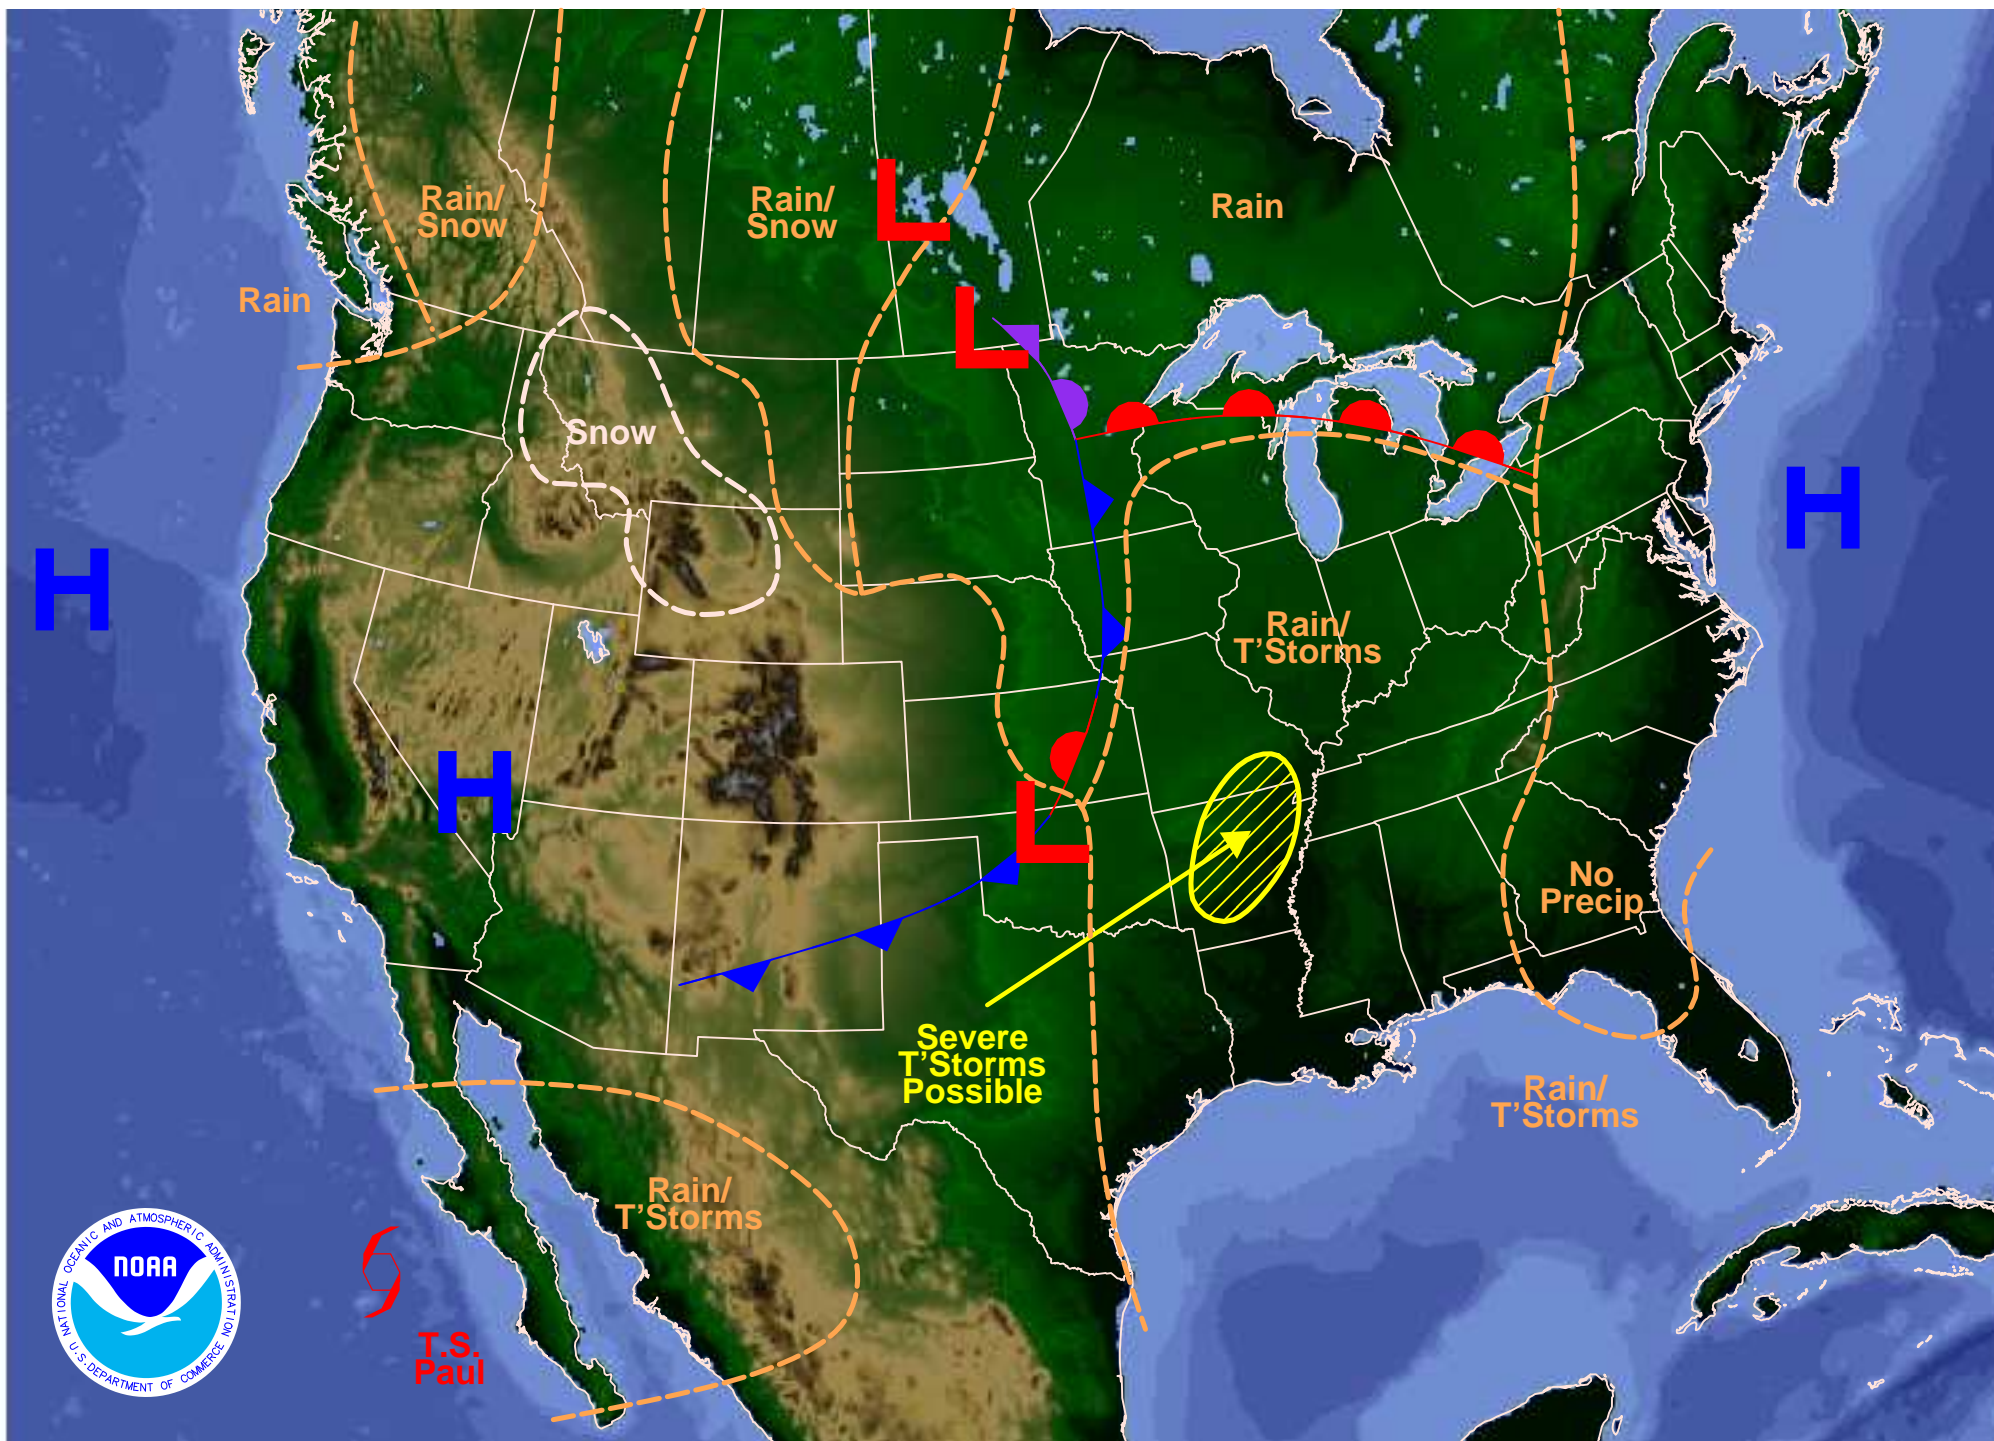 Rain/
Snow
Rain/
Snow
L
Rain
Rain
L
Snow
H
H
Rain/
T'Storms
H
L
No
Precip
Severe
T'Storms
Possible
Rain/
T'Storms
Rain/
T'Storms
T.S.
Paul
NATIONAL OCEANIC AND ATMOSPHERIC ADMINISTRATION
NOAA
U.S. DEPARTMENT OF COMMERCE